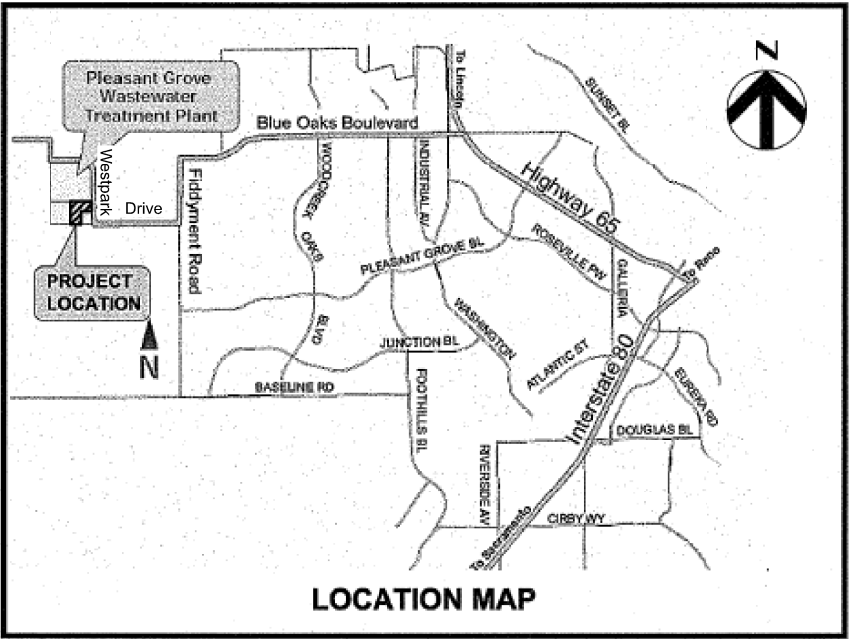 N
To Lincoln
SUNSET BL
Pleasant Grove
Wastewater
Treatment Plant
Blue Oaks Boulevard
WOODCREEK
OAKS
BLVD
INDUSTRIAL AV
Highway 65
Westpark
Drive
Fiddyment Road
PLEASANT GROVE BL
ROSEVILLE PW
GALLERIA
To Reno
PROJECT
LOCATION
N
WASHINGTON
JUNCTION BL
ATLANTIC ST
Interstate 80
EUREKA RD
BASELINE RD
FOOTHILLS BL
DOUGLAS BL
RIVERSIDE AV
CIRBY WY
To Sacramento
LOCATION MAP